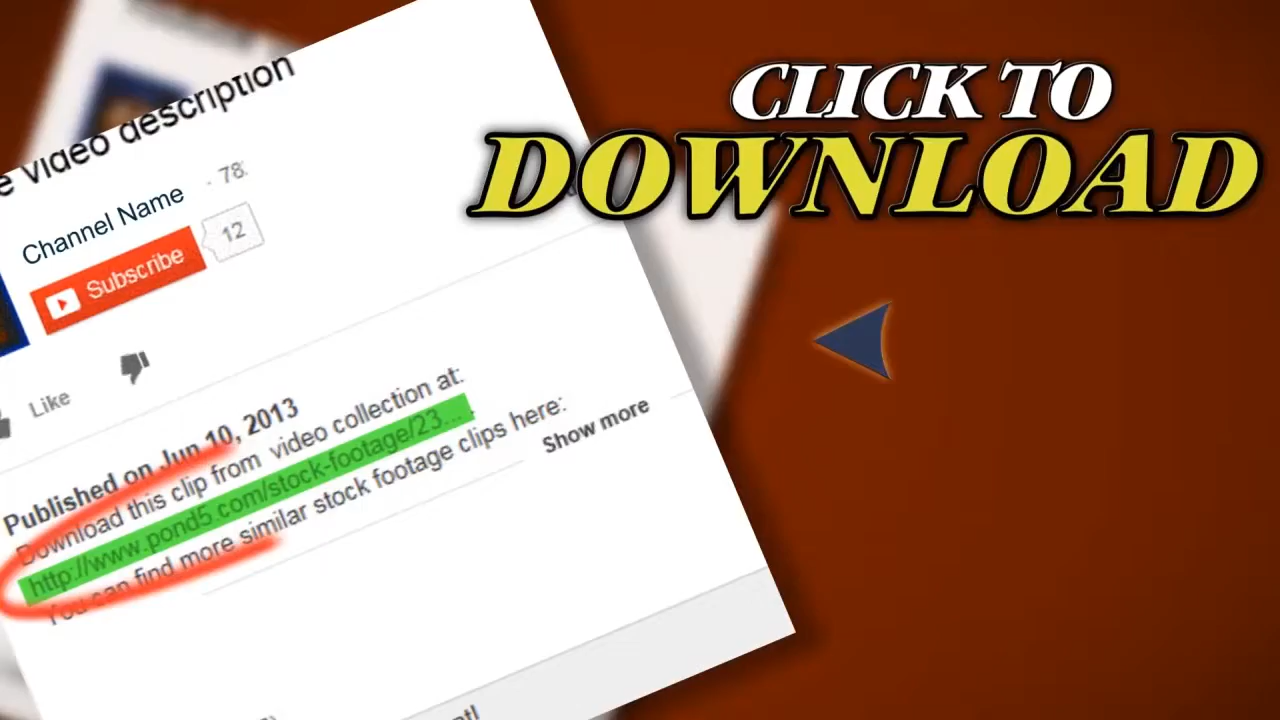 CLICK TO
DOWNLOAD
e video description
Channel Name
Subscribe
12
Like
Published on Jun 10, 2013
Download this clip from video collection at:
http://www.pond5.com/stock-footage/23...
You can find more similar stock footage clips here:
Show more